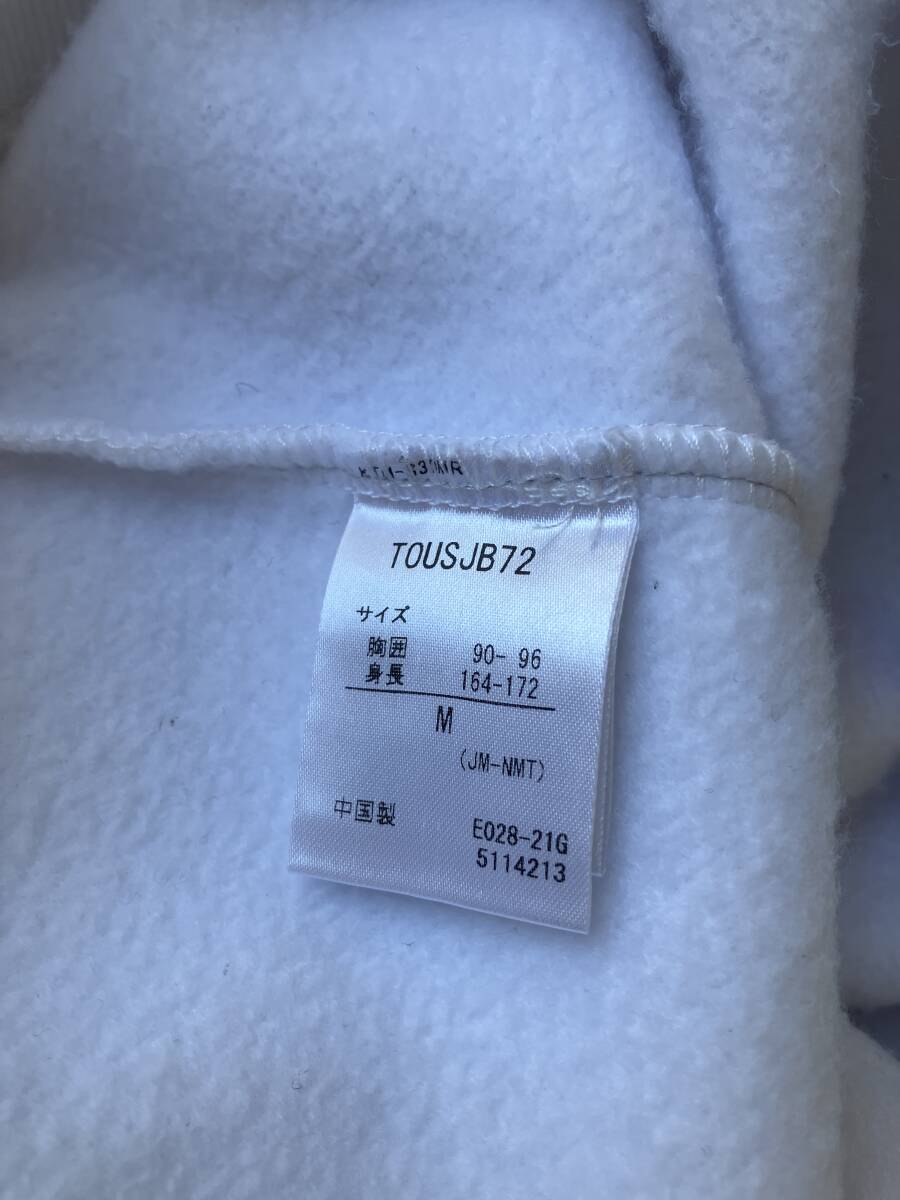 TOUSJB72
サイズ
胸囲 90- 96
身長 164-172
M
(JM-NMT)
中国製 E028-21G
5114213